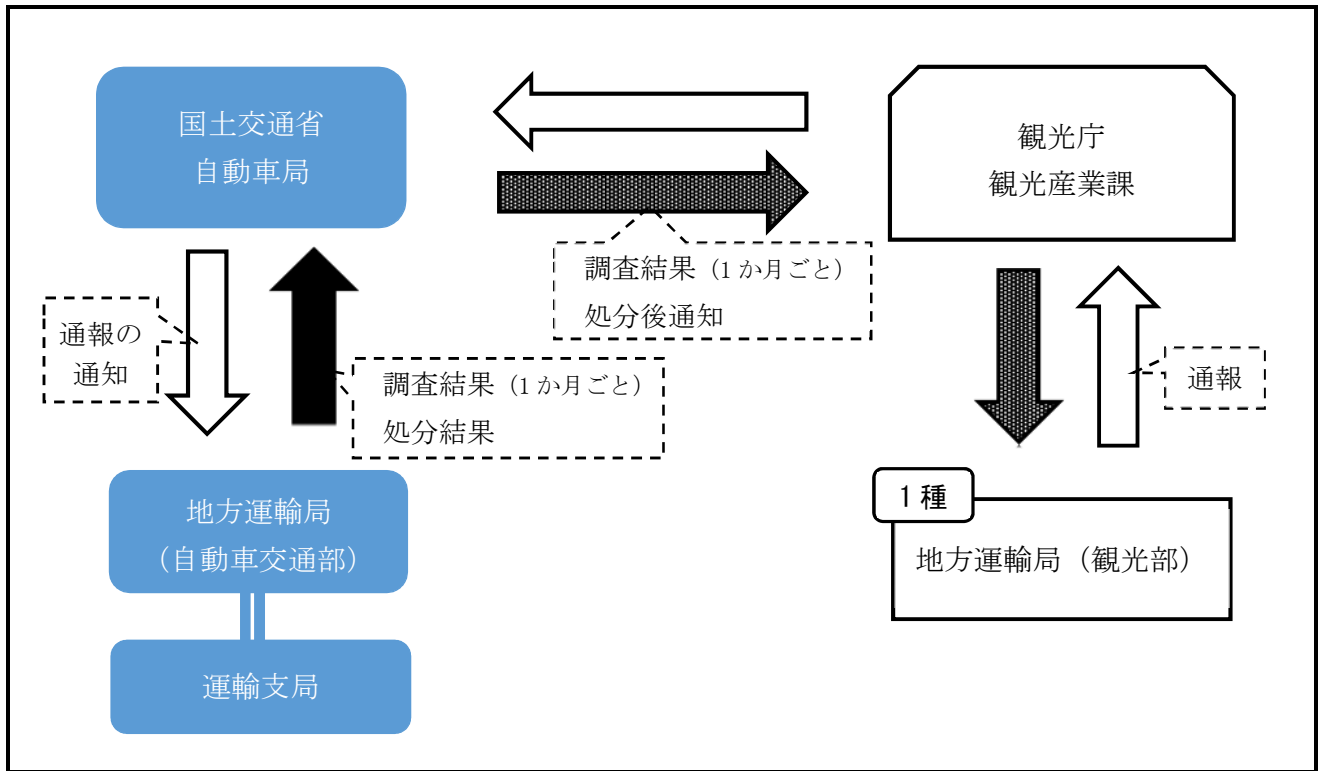 国土交通省
自動車局
観光庁
観光産業課
調査結果（1 か月ごと）
処分後通知
通報の
通知
調査結果（1 か月ごと）
処分結果
通報
地方運輸局
（自動車交通部）
1 種
地方運輸局（観光部）
運輸支局